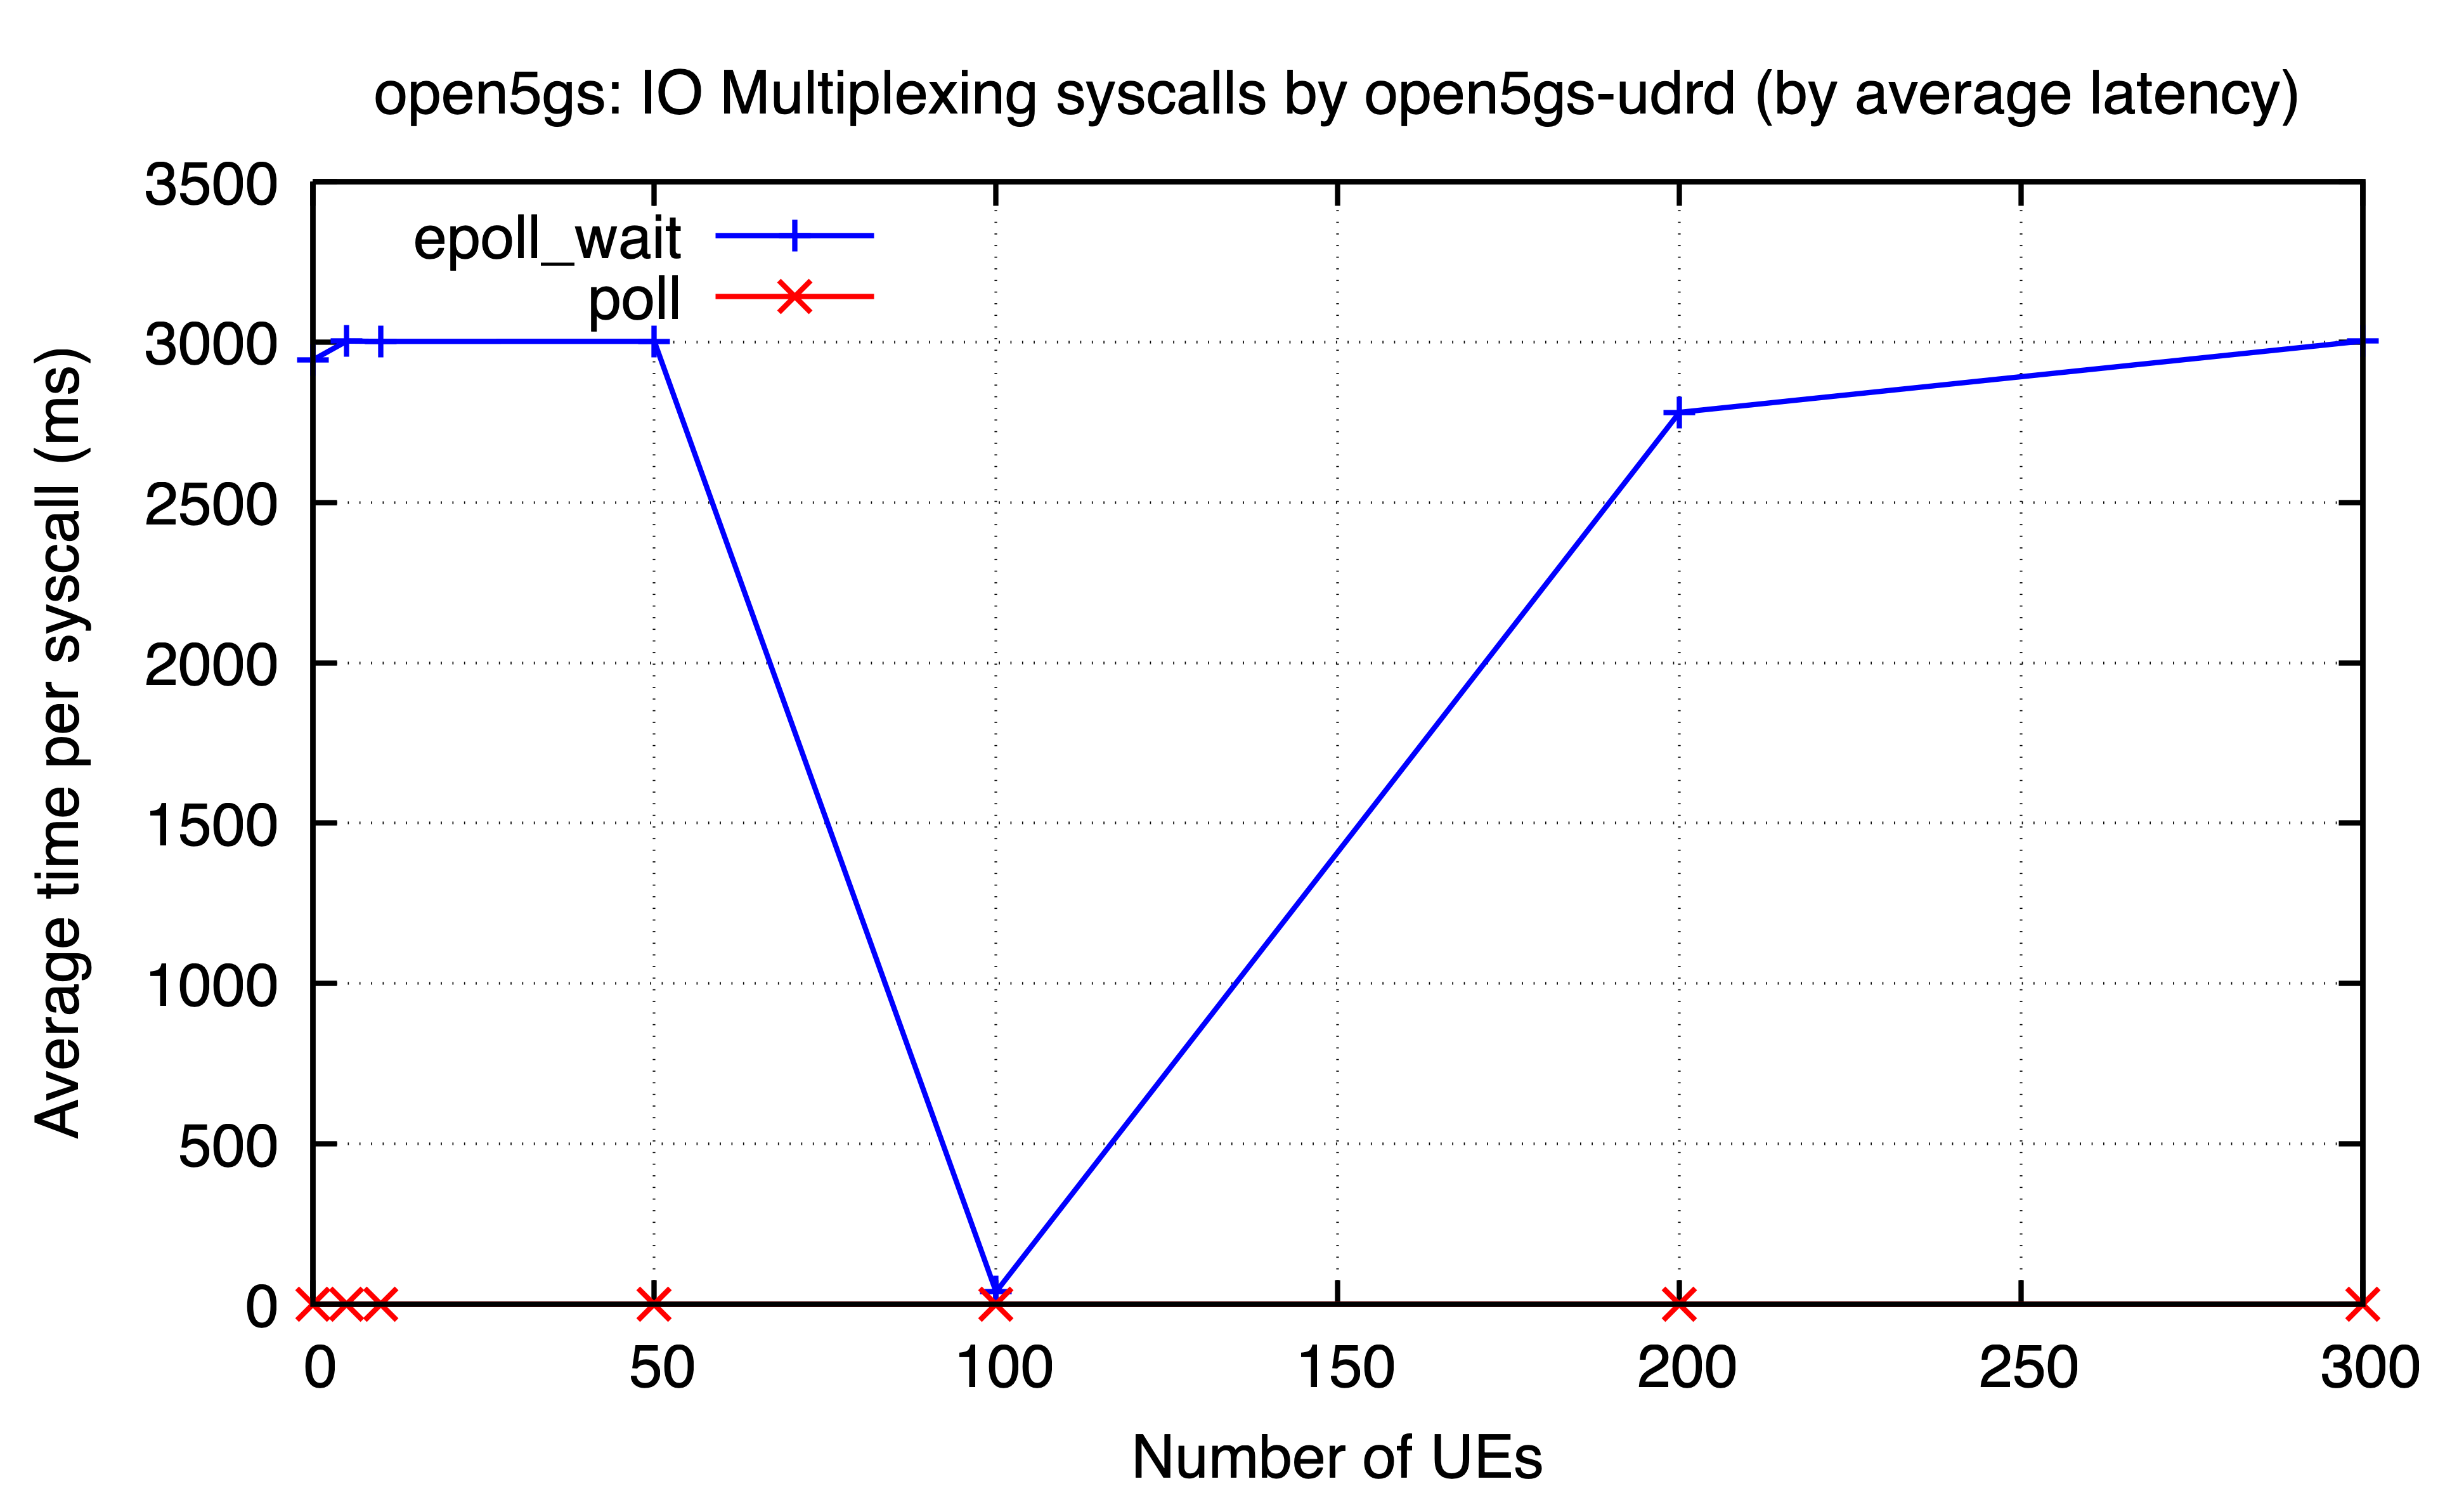 open5gs: IO Multiplexing syscalls by open5gs-udrd (by average latency)
Average time per syscall (ms)
3500
3000
2500
2000
1500
1000
500
0
epoll_wait
poll
0 50 100 150 200 250 300
Number of UEs